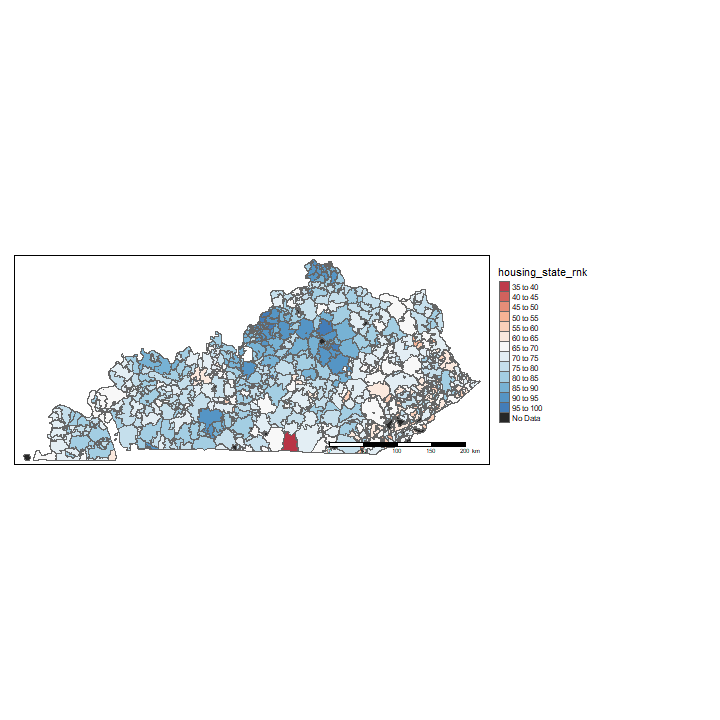 housing_state_rnk
35 to 40
40 to 45
45 to 50
50 to 55
55 to 60
60 to 65
65 to 70
70 to 75
75 to 80
80 to 85
85 to 90
90 to 95
95 to 100
No Data
100 150 200 km